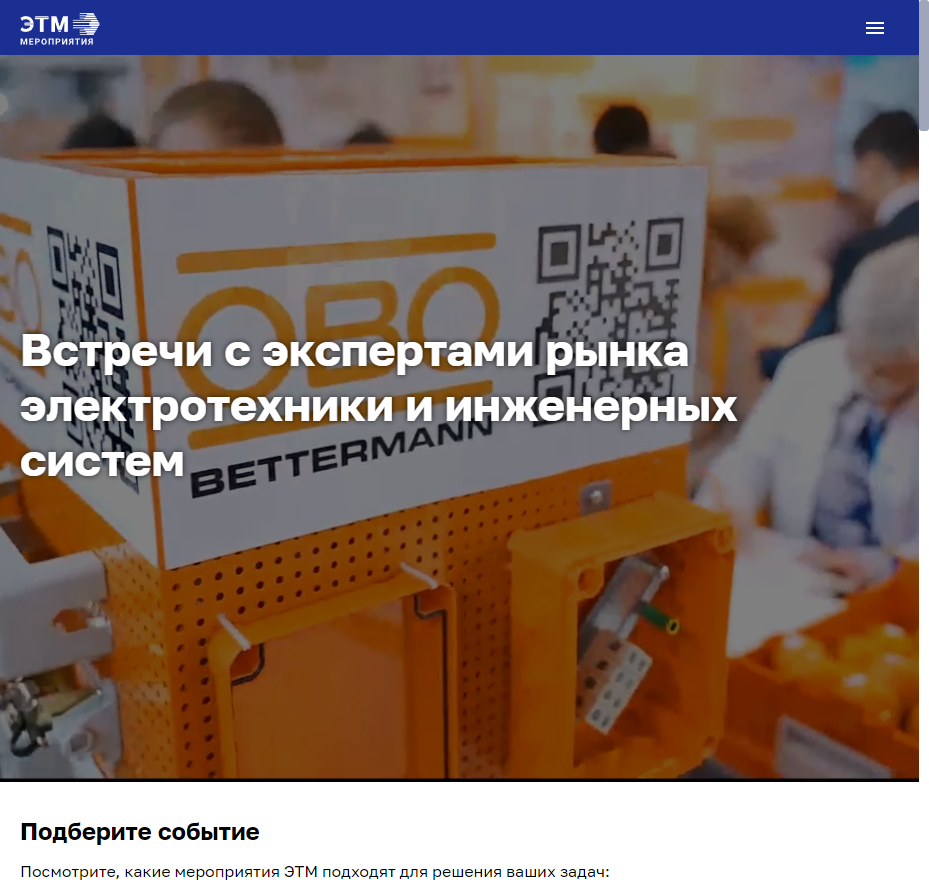 ЭТМ
МЕРОПРИЯТИЯ
OBO
BETTERMANN
Встречи с экспертами рынка
электротехники и инженерных
систем
Подберите событие
Посмотрите, какие мероприятия ЭТМ подходят для решения ваших задач: